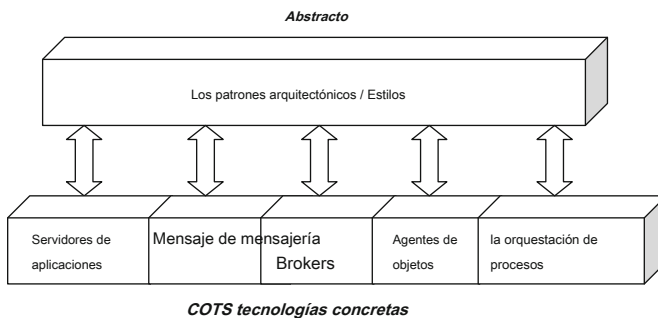 Abstracto
Los patrones arquitectónicos / Estilos
Servidores de
aplicaciones
Mensaje de mensajería
Brokers
Agentes de
objetos
la orquestación de
procesos
COTS tecnologías concretas